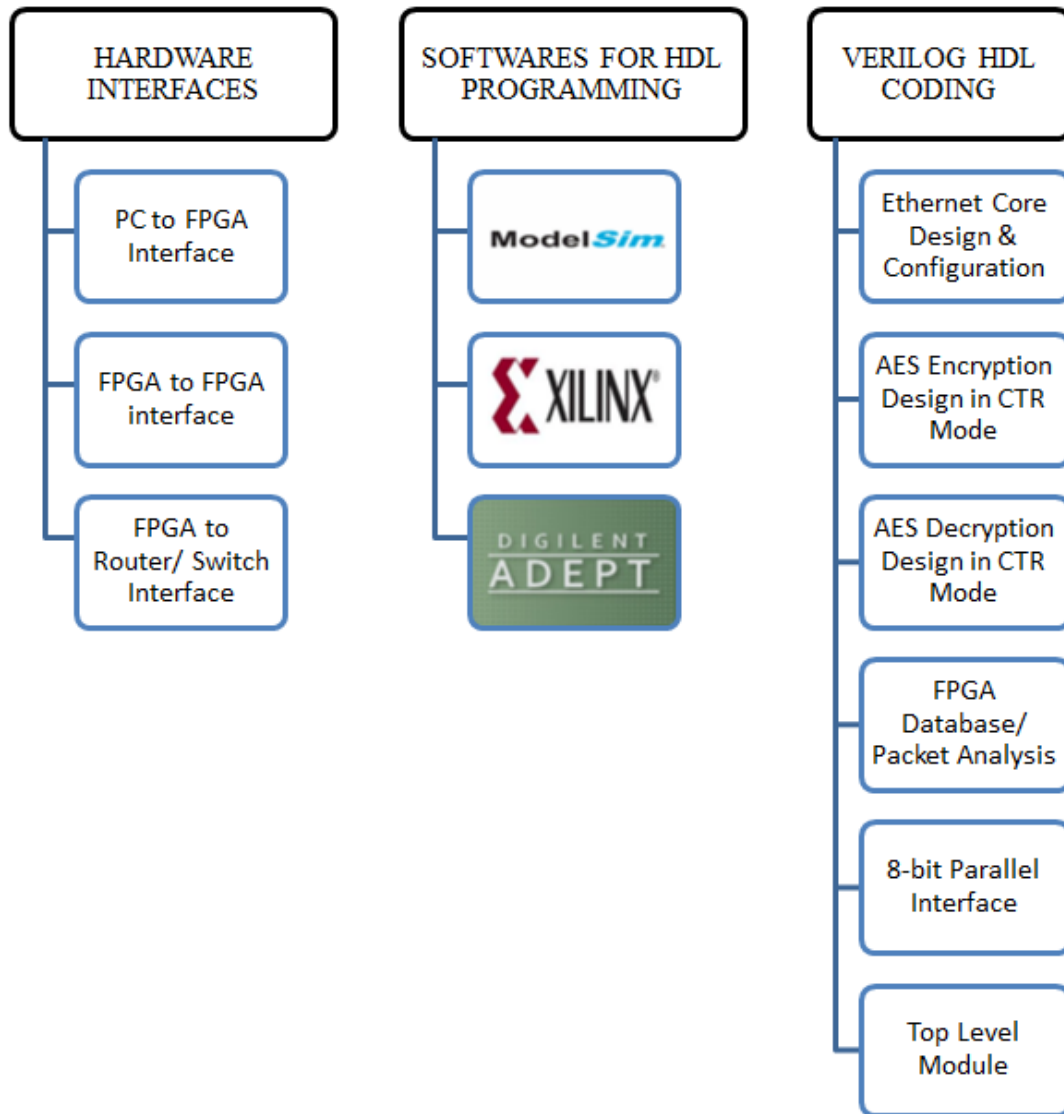 HARDWARE
INTERFACES
PC to FPGA
Interface
FPGA to FPGA
interface
FPGA to
Router/ Switch
Interface
SOFTWARES FOR HDL
PROGRAMMING
ModelSim
XILINX
DIGILENT
ADEPT
VERILOG HDL
CODING
Ethernet Core
Design &
Configuration
AES Encryption
Design in CTR
Mode
AES Decryption
Design in CTR
Mode
FPGA
Database/
Packet Analysis
8-bit Parallel
Interface
Top Level
Module